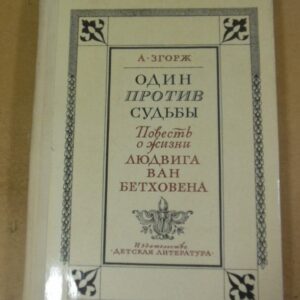 А·ЗГОРЖ
ОДИН
ПРОТИВ
СУДЬБЫ
Повесть
о жизни
ЛЮДВИГА
ВАН
БЕТХОВЕНА
Издательство
"ДЕТСКАЯ ЛИТЕРАТУРА"